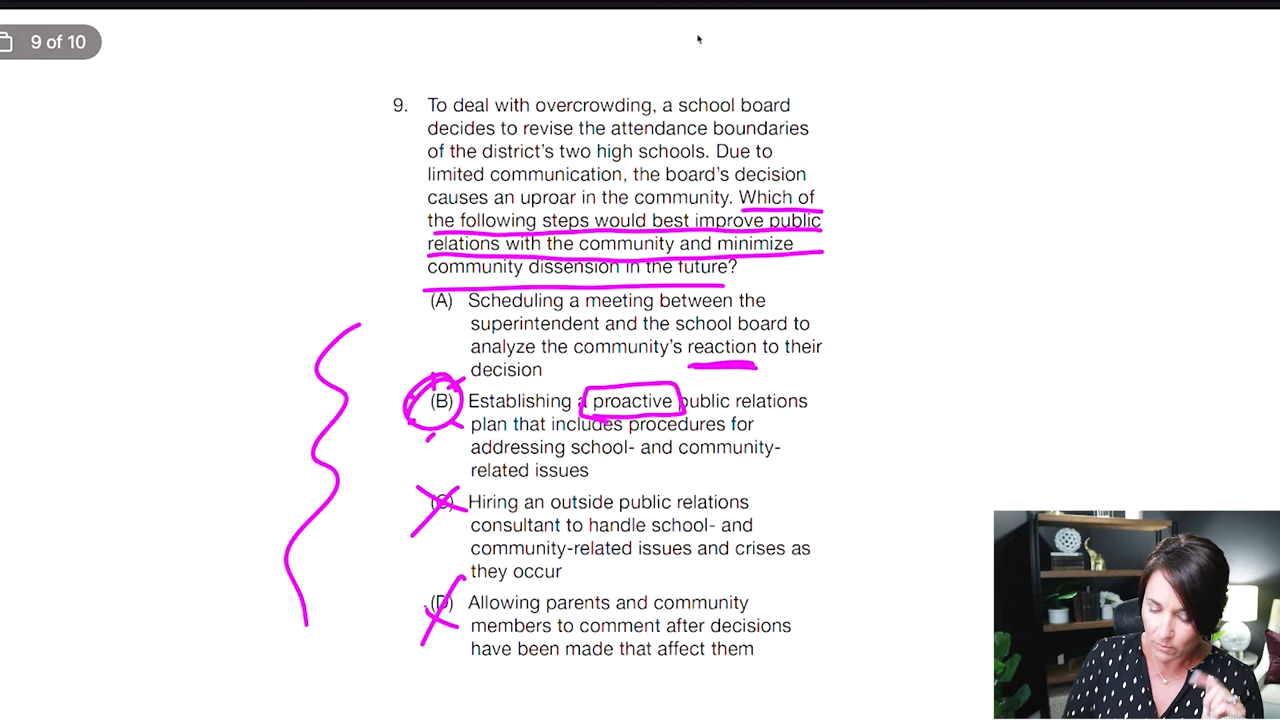 9 of 10
9. To deal with overcrowding, a school board
decides to revise the attendance boundaries
of the district's two high schools. Due to
limited communication, the board's decision
causes an uproar in the community. Which of
the following steps would best improve public
relations with the community and minimize
community dissension in the future?
(A) Scheduling a meeting between the
superintendent and the school board to
analyze the community's reaction to their
decision
(B) Establishing a proactive public relations
plan that includes procedures for
addressing school- and community-
related issues
(C) Hiring an outside public relations
consultant to handle school- and
community-related issues and crises as
they occur
(D) Allowing parents and community
members to comment after decisions
have been made that affect them